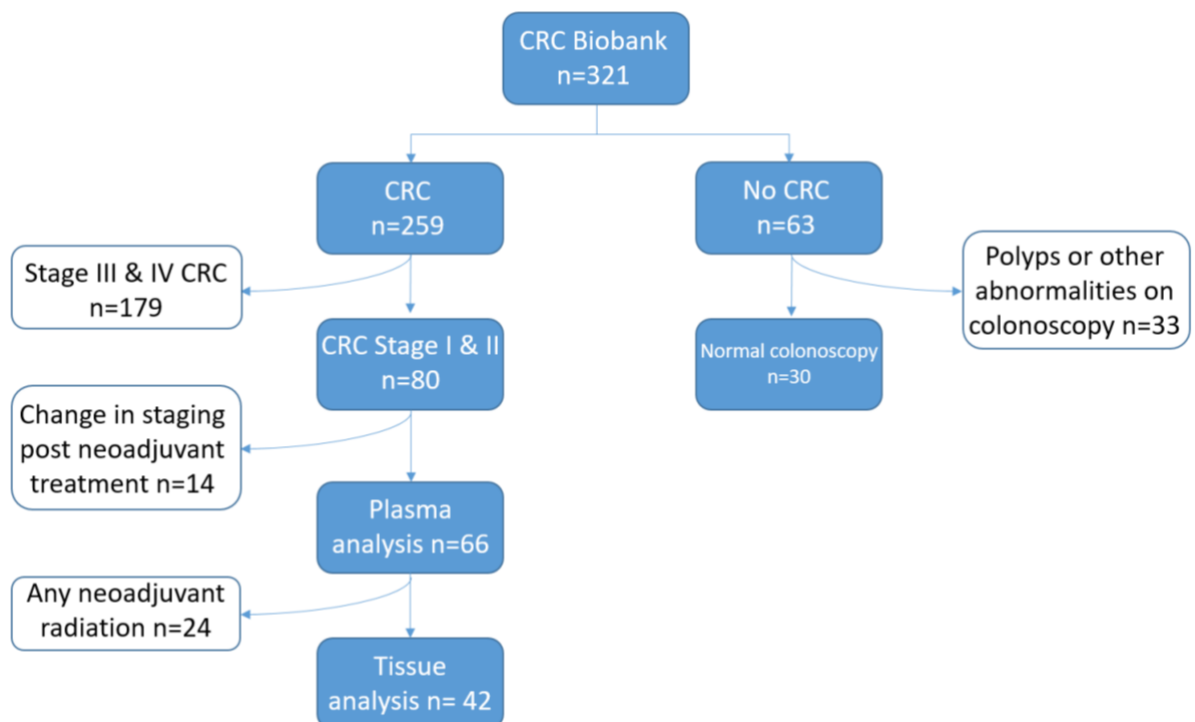 CRC Biobank
n=321
CRC
n=259
No CRC
n=63
Stage III & IV CRC
n=179
Polyps or other
abnormalities on
colonoscopy n=33
CRC Stage I & II
n=80
Normal colonoscopy
n=30
Change in staging
post neoadjuvant
treatment n=14
Plasma
analysis n=66
Any neoadjuvant
radiation n=24
Tissue
analysis n= 42